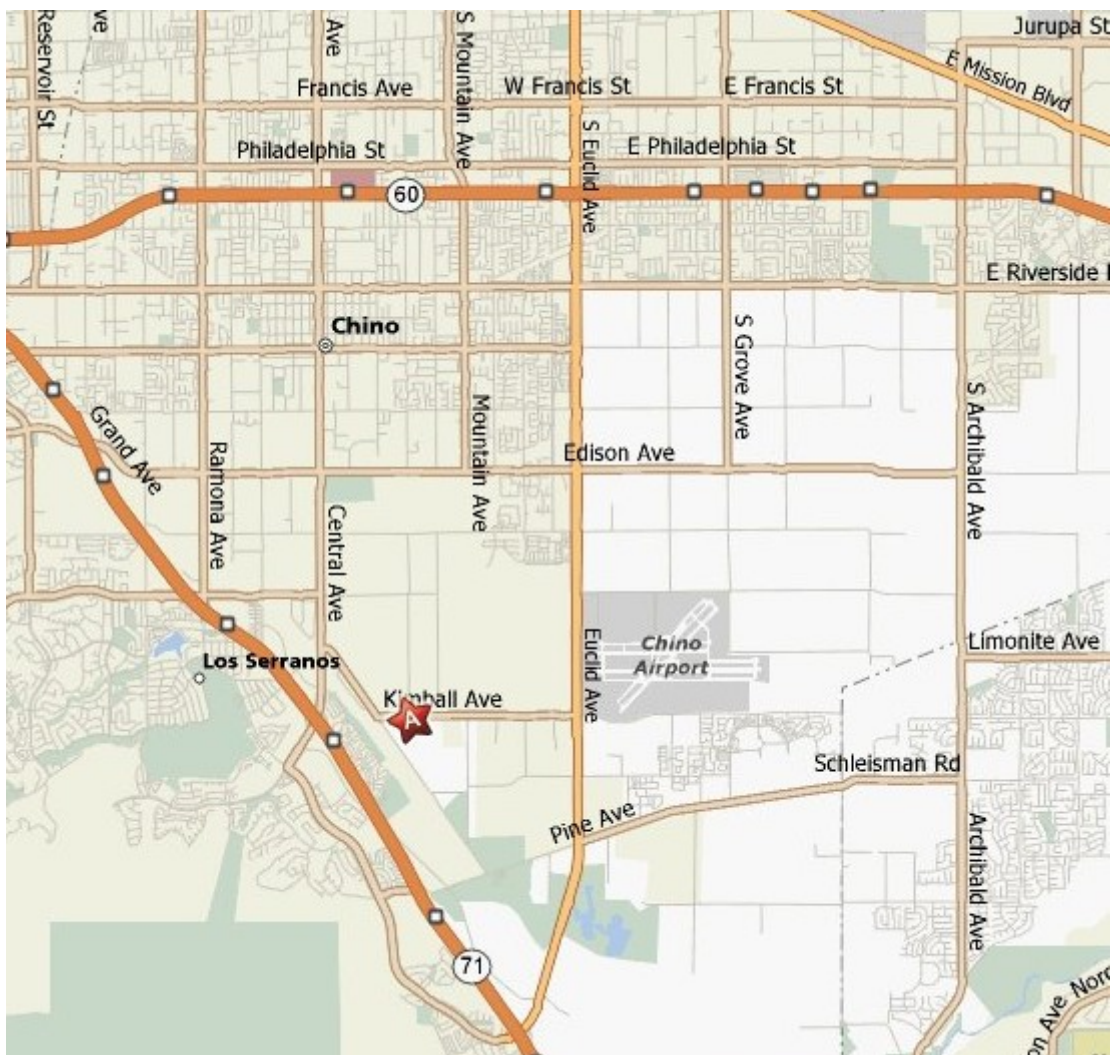 Reservoir St
Ave
Ave
S Mountain Ave
Jurupa St
E Mission Blvd
Francis Ave
W Francis St
E Francis St
S Euclid Ave
Philadelphia St
E Philadelphia St
60
E Riverside
Chino
S Grove Ave
S Archibald Ave
Grand Ave
Ramona Ave
Mountain Ave
Edison Ave
Central Ave
Euclid Ave
Chino
Airport
Limonite Ave
Los Serranos
Kimball Ave
A
Schleisman Rd
Pine Ave
Archibald Ave
71